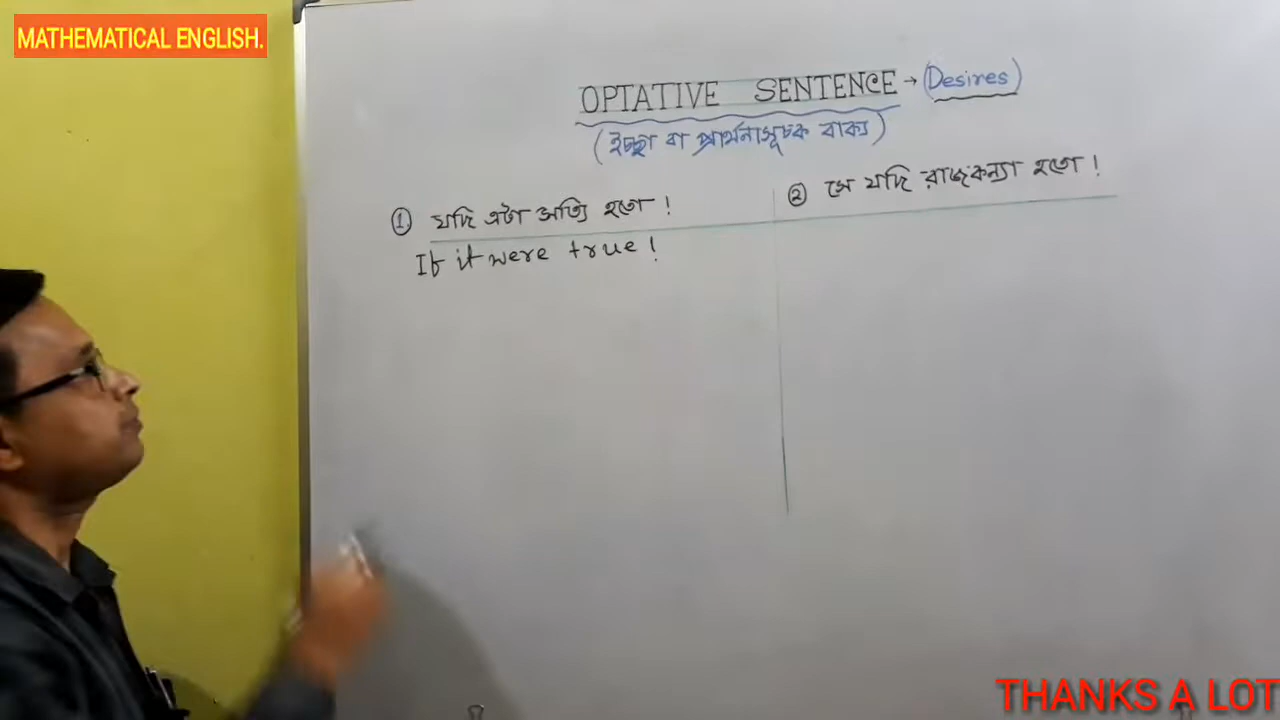 MATHEMATICAL ENGLISH.
OPTATIVE SENTENCE → (Desires)
(ইচ্ছা বা প্রার্থনাসূচক বাক্য)
① যদি এটা সত্যি হতো !
② সে যদি রাজকন্যা হতো !
If it were true !
THANKS A LOT